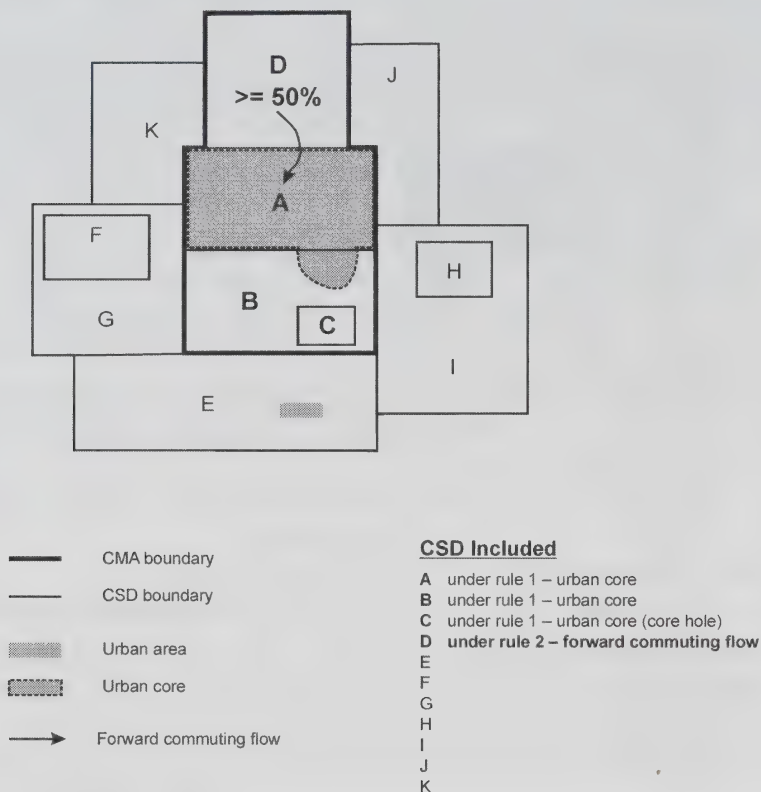 D
>= 50%
J
K
A
F
H
B
C
G
I
E
CMA boundary
CSD boundary
Urban area
Urban core
Forward commuting flow
CSD Included
A under rule 1 – urban core
B under rule 1 – urban core
C under rule 1 – urban core (core hole)
D under rule 2 – forward commuting flow
E
F
G
H
I
J
K